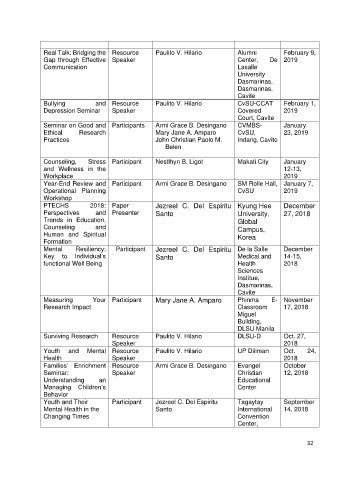 Real Talk: Bridging the Gap through Effective Communication
Resource Speaker
Paulito V. Hilario
Alumni Center, De Lasalle University Dasmarinas, Dasmarinas, Cavite
February 9, 2019
Bullying and Depression Seminar
Resource Speaker
Paulito V. Hilario
CvSU-CCAT Covered Court, Cavite
February 1, 2019
Seminar on Good and Ethical Research Practices
Participants
Armi Grace B. Desingano
Mary Jane A. Amparo
John Christian Paolo M. Belen
CVMBS-CvSU, Indang, Cavite
January 23, 2019
Counseling, Stress and Wellness in the Workplace
Participant
Neslihyn B. Ligot
Makati City
January 12-13, 2019
Year-End Review and Operational Planning Workshop
Participant
Armi Grace B. Desingano
SM Rolle Hall, CvSU
January 7, 2019
PTECHS 2018: Perspectives and Trends in Education, Counseling and Human and Spiritual Formation
Paper Presenter
Jezreel C. Del Espiritu Santo
Kyung Hee University, Global Campus, Korea
December 27, 2018
Mental Resiliency: Key to Individual's functional Well Being
Participant
Jezreel C. Del Espiritu Santo
De la Salle Medical and Health Sciences Institue, Dasmarinas, Cavite
December 14-15, 2018
Measuring Your Research Impact
Participant
Mary Jane A. Amparo
Phinma E-Classroom Miguel Building, DLSU Manila
November 17, 2018
Surviving Research
Resource Speaker
Paulito V. Hilario
DLSU-D
Oct. 27, 2018
Youth and Mental Health
Resource Speaker
Paulito V. Hilario
UP Diliman
Oct, 24, 2018
Families' Enrichment Seminar: Understanding an Managing Children's Behavior
Resource Speaker
Armi Grace B. Desingano
Evangel Christian Educational Center
October 12, 2018
Youth and Their Mental Health in the Changing Times
Participant
Jezreel C. Del Espiritu Santo
Tagaytay International Convention Center,
September 14, 2018
32